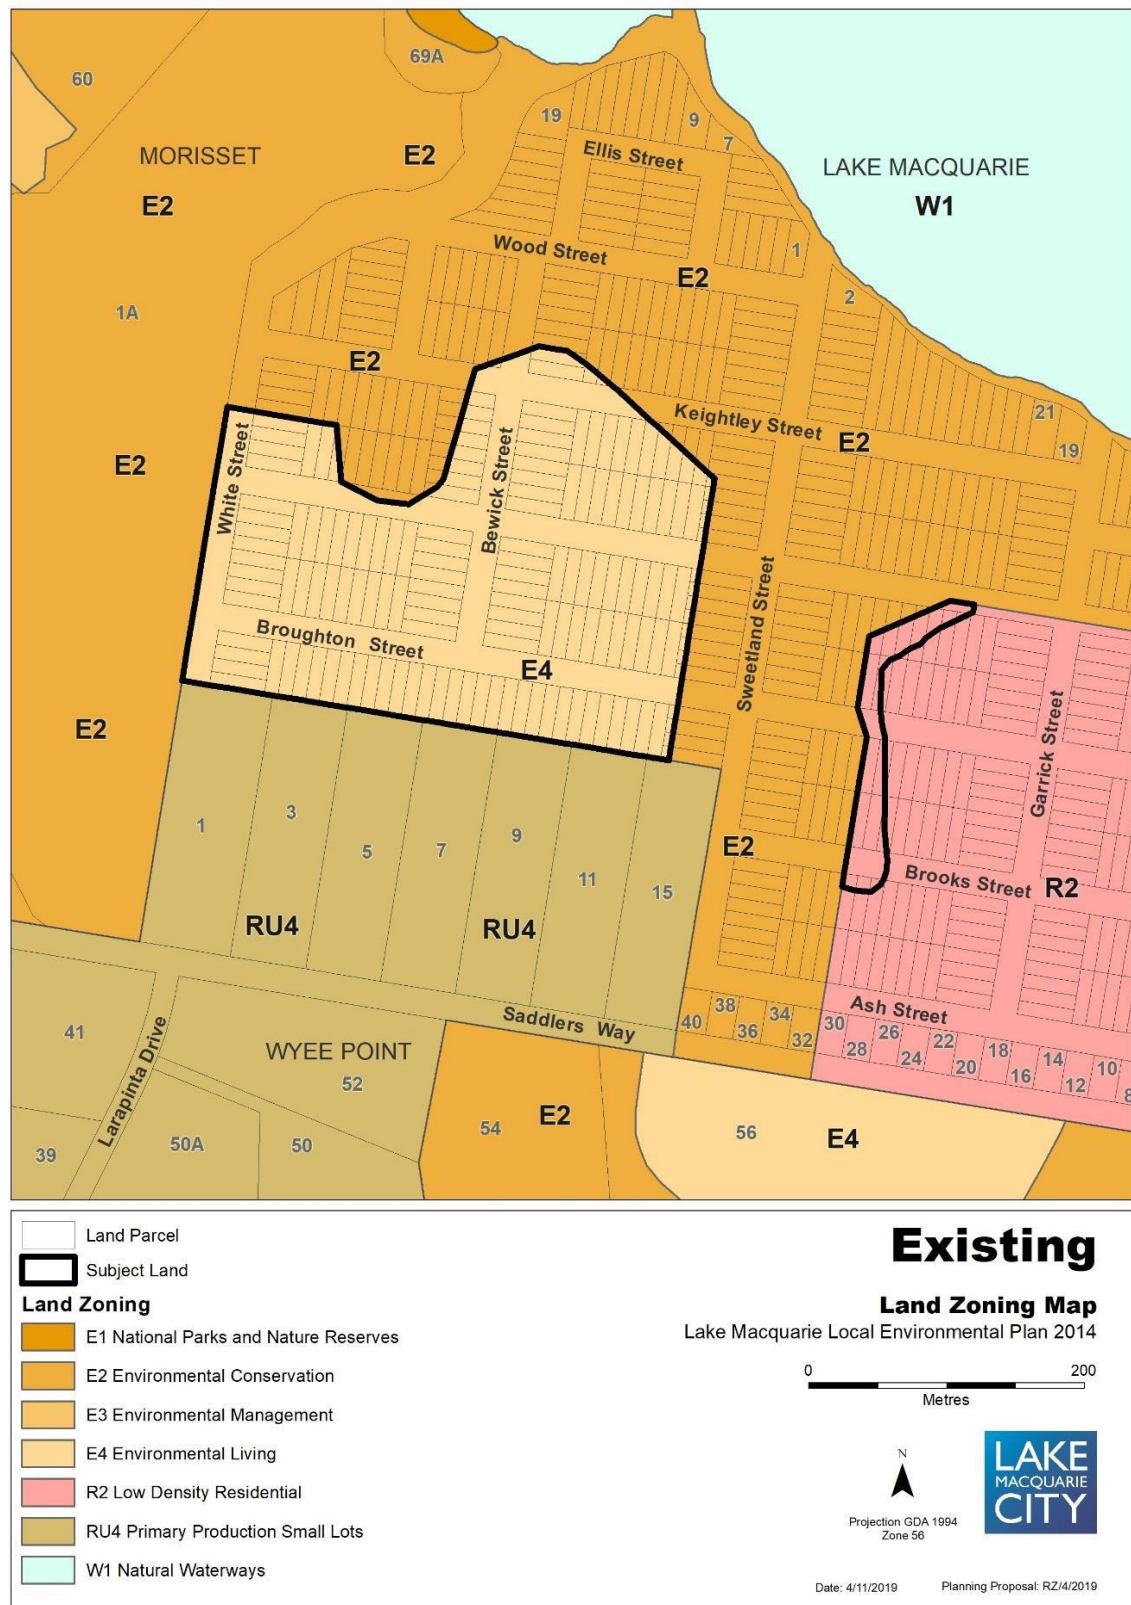 60
69A
MORISSET
E2
E2
19
9
7
Ellis Street
LAKE MACQUARIE
W1
Wood Street
E2
1
2
1A
E2
Keightley Street
E2
21
19
E2
White Street
Bewick Street
Sweetland Street
Broughton Street
E4
Garrick Street
E2
1
3
5
7
9
11
15
E2
Brooks Street
R2
RU4
RU4
Saddlers Way
Ash Street
40
38
36
34
32
30
28
26
24
22
20
18
16
14
12
10
8
41
Larapinta Drive
WYEE POINT
52
39
50A
50
54
E2
56
E4
Land Parcel
Subject Land
Land Zoning
E1 National Parks and Nature Reserves
E2 Environmental Conservation
E3 Environmental Management
E4 Environmental Living
R2 Low Density Residential
RU4 Primary Production Small Lots
W1 Natural Waterways
Existing
Land Zoning Map
Lake Macquarie Local Environmental Plan 2014
0 200
Metres
N
Projection GDA 1994
Zone 56
LAKE
MACQUARIE
CITY
Date: 4/11/2019 Planning Proposal: RZ/4/2019